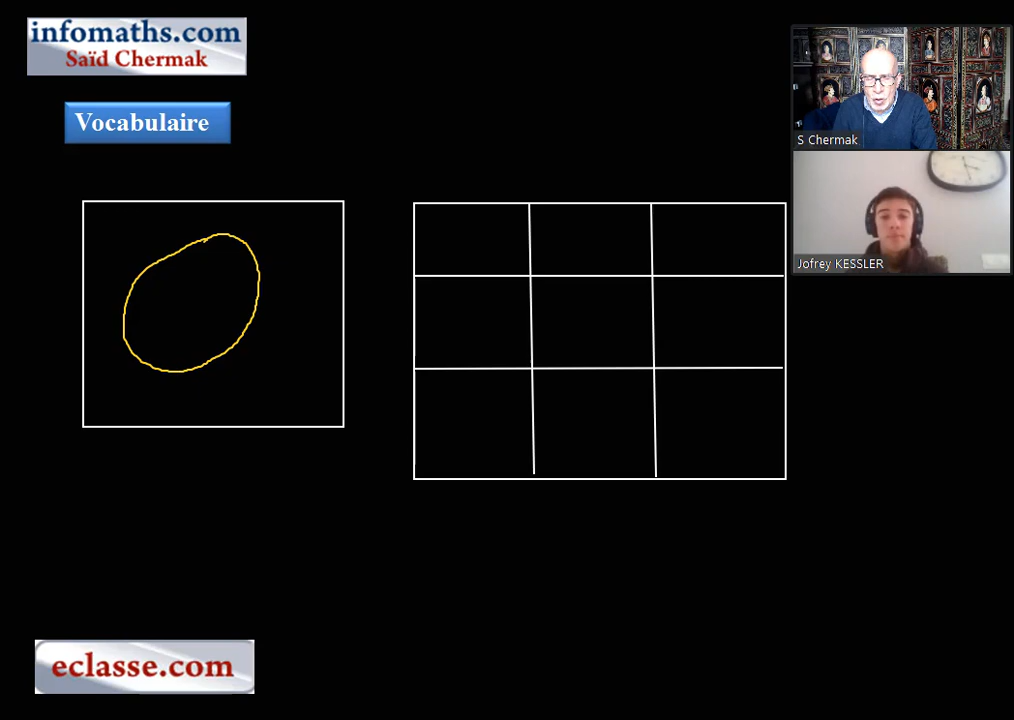 infomaths.com
Saïd Chermak
Vocabulaire
S Chermak
Jofrey KESSLER
eclasse.com